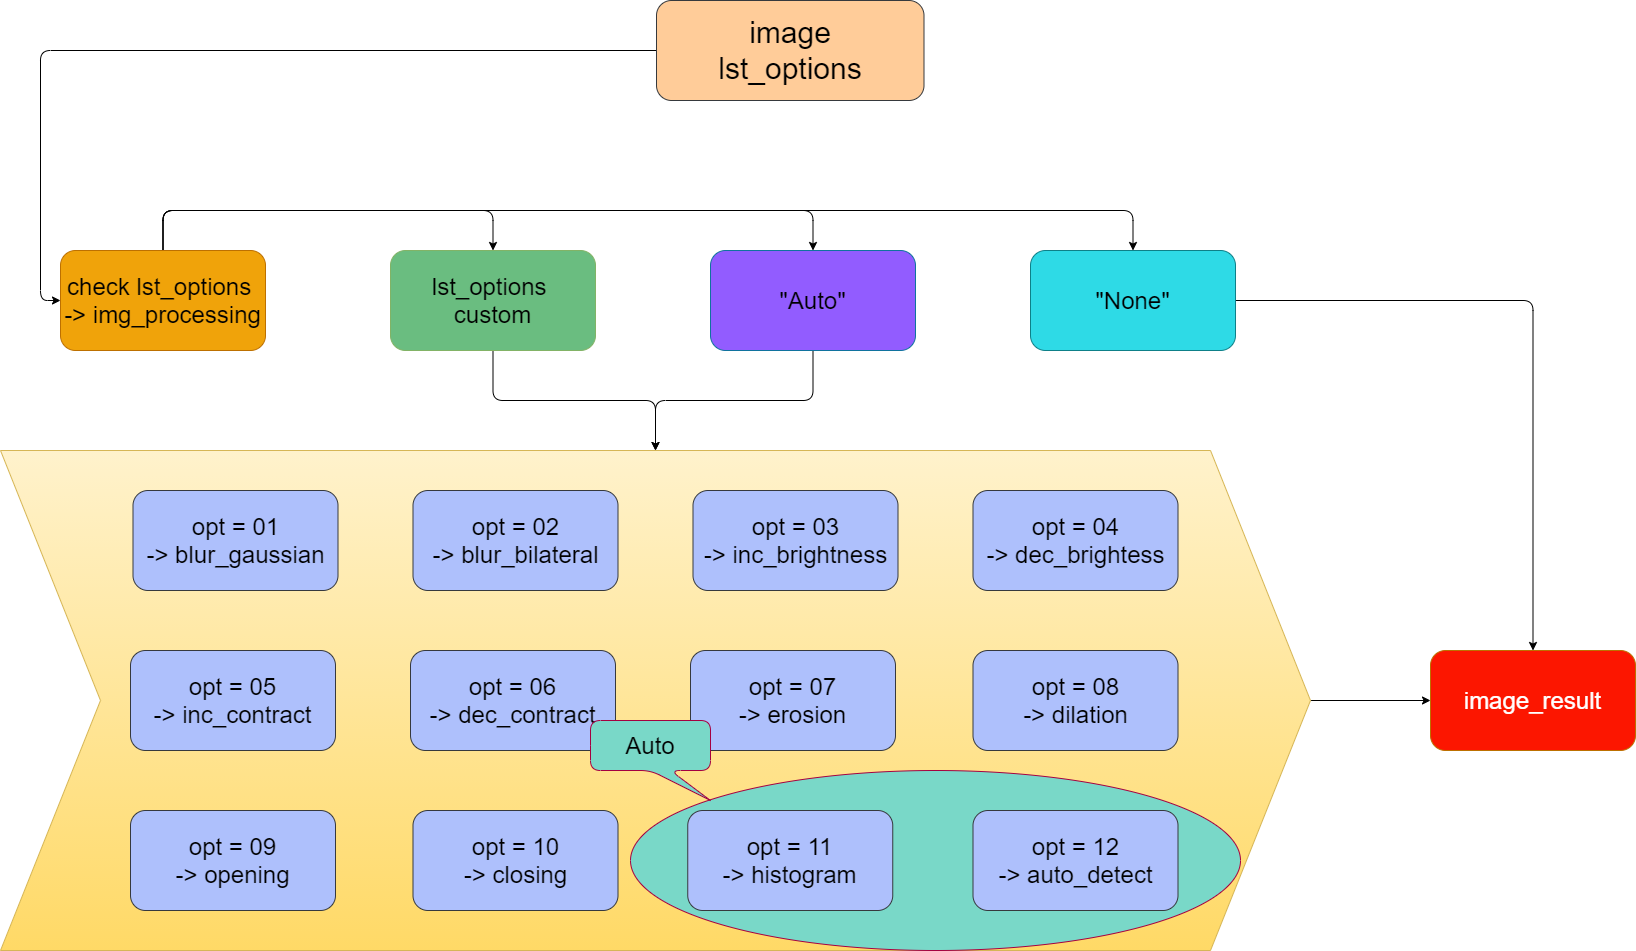 image
lst_options
check lst_options
-> img_processing
lst_options
custom
"Auto"
"None"
opt = 01
-> blur_gaussian
opt = 02
-> blur_bilateral
opt = 03
-> inc_brightness
opt = 04
-> dec_brightess
opt = 05
-> inc_contract
opt = 06
-> dec_contract
opt = 07
-> erosion
opt = 08
-> dilation
image_result
Auto
opt = 09
-> opening
opt = 10
-> closing
opt = 11
-> histogram
opt = 12
-> auto_detect